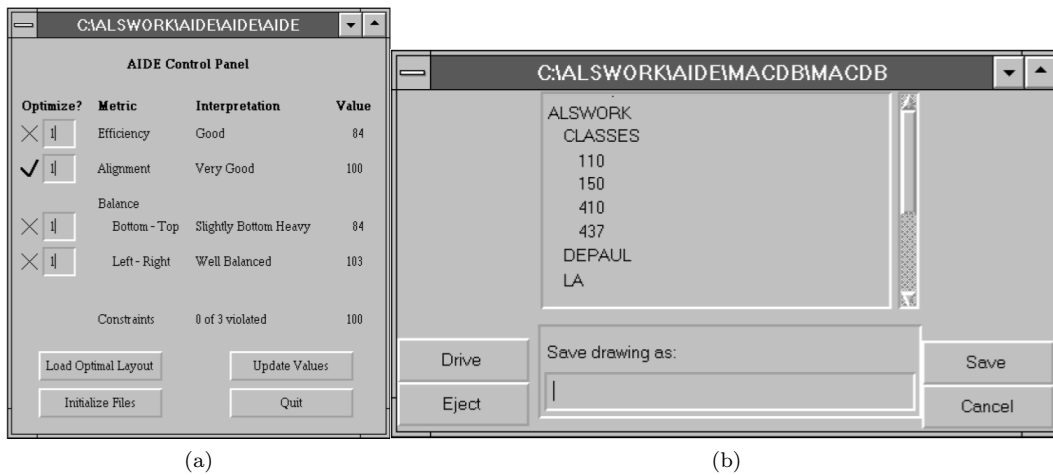 C:\ALSWORK\AIDE\AIDE\AIDE
AIDE Control Panel
Optimize? Metric Interpretation Value
1 Efficiency Good 84
1 Alignment Very Good 100
Balance
1 Bottom - Top Slightly Bottom Heavy 84
1 Left - Right Well Balanced 103
Constraints 0 of 3 violated 100
Load Optimal Layout Update Values
Initialize Files Quit
(a)
C:\ALSWORK\AIDE\MACDB\MACDB
ALSWORK
CLASSES
110
150
410
437
DEPAUL
LA
Drive
Eject
Save drawing as:
Save
Cancel
(b)